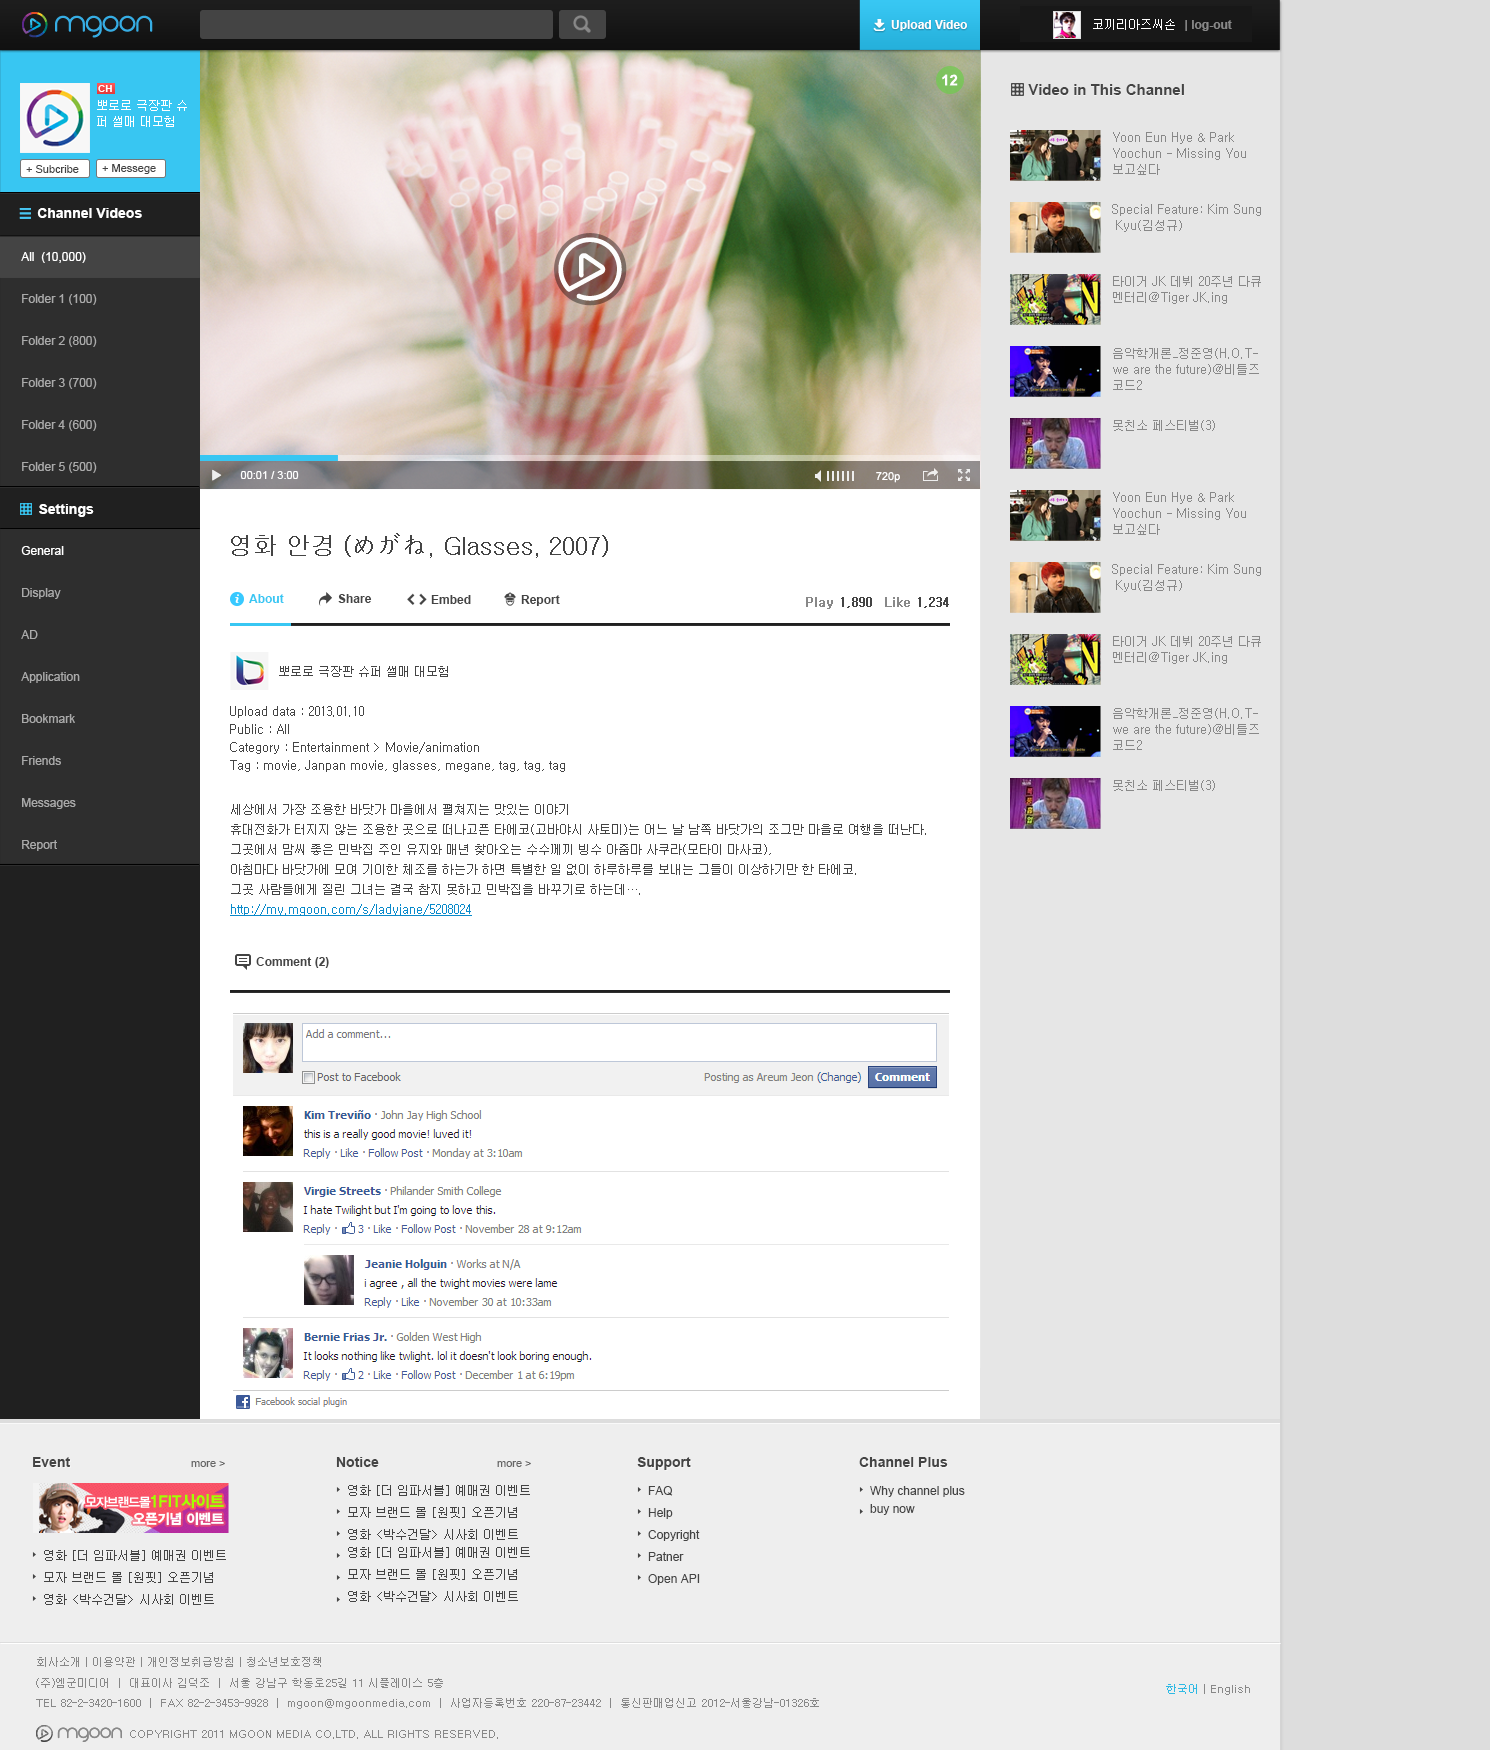 mgoon
Upload Video
코끼리아즈씨손 | log-out
CH
뽀로로 극장판 슈
퍼 썰매 대모험
+ Subcribe
+ Messege
Channel Videos
All (10,000)
Folder 1 (100)
Folder 2 (800)
Folder 3 (700)
Folder 4 (600)
Folder 5 (500)
Settings
General
Display
AD
Application
Bookmark
Friends
Messages
Report
12
00:01 / 3:00
720p
영화 안경 (めがね, Glasses, 2007)
About
Share
Embed
Report
Play 1,890 Like 1,234
뽀로로 극장판 슈퍼 썰매 대모험
Upload data : 2013.01.10
Public : All
Category : Entertainment > Movie/animation
Tag : movie, Janpan movie, glasses, megane, tag, tag, tag
세상에서 가장 조용한 바닷가 마을에서 펼쳐지는 맛있는 이야기
휴대전화가 터지지 않는 조용한 곳으로 떠나고픈 타에코(고바야시 사토미)는 어느 날 남쪽 바닷가의 조그만 마을로 여행을 떠난다.
그곳에서 맘씨 좋은 민박집 주인 유지와 매년 찾아오는 수수께끼 빙수 아줌마 사쿠라(모타이 마사코),
아침마다 바닷가에 모여 기이한 체조를 하는가 하면 특별한 일 없이 하루하루를 보내는 그들이 이상하기만 한 타에코.
그곳 사람들에게 질린 그녀는 결국 참지 못하고 민박집을 바꾸기로 하는데….
http://my.mgoon.com/s/ladyjane/5208024
Comment (2)
Add a comment...
Post to Facebook
Posting as Areum Jeon (Change) Comment
Kim Treviño · John Jay High School
this is a really good movie! luved it!
Reply · Like · Follow Post · Monday at 3:10am
Virgie Streets · Philander Smith College
I hate Twilight but I'm going to love this.
Reply · 3 · Like · Follow Post · November 28 at 9:12am
Jeanie Holguin · Works at N/A
i agree , all the twight movies were lame
Reply · Like · November 30 at 10:33am
Bernie Frias Jr. · Golden West High
It looks nothing like twlight. lol it doesn't look boring enough.
Reply · 2 · Like · Follow Post · December 1 at 6:19pm
Facebook social plugin
Video in This Channel
Yoon Eun Hye & Park
Yoochun - Missing You
보고싶다
Special Feature: Kim Sung
Kyu(김성규)
타이거 JK 데뷔 20주년 다큐
멘터리@Tiger JK.ing
음악학개론_정준영(H.O.T-
we are the future)@비틀즈
코드2
못친소 페스티벌(3)
Yoon Eun Hye & Park
Yoochun - Missing You
보고싶다
Special Feature: Kim Sung
Kyu(김성규)
타이거 JK 데뷔 20주년 다큐
멘터리@Tiger JK.ing
음악학개론_정준영(H.O.T-
we are the future)@비틀즈
코드2
못친소 페스티벌(3)
Event more >
모자브랜드몰1FIT사이트
오픈기념 이벤트
영화 [더 임파서블] 예매권 이벤트
모자 브랜드 몰 [원핏] 오픈기념
영화 <박수건달> 시사회 이벤트
Notice more >
영화 [더 임파서블] 예매권 이벤트
모자 브랜드 몰 [원핏] 오픈기념
영화 <박수건달> 시사회 이벤트
영화 [더 임파서블] 예매권 이벤트
모자 브랜드 몰 [원핏] 오픈기념
영화 <박수건달> 시사회 이벤트
Support
FAQ
Help
Copyright
Patner
Open API
Channel Plus
Why channel plus
buy now
회사소개 | 이용약관 | 개인정보취급방침 | 청소년보호정책
(주)엠군미디어 | 대표이사 김덕조 | 서울 강남구 학동로25길 11 시플레이스 5층
TEL 82-2-3420-1600 | FAX 82-2-3453-9928 | mgoon@mgoonmedia.com | 사업자등록번호 220-87-23442 | 통신판매업신고 2012-서울강남-01326호
한국어 | English
mgoon COPYRIGHT 2011 MGOON MEDIA CO,LTD. ALL RIGHTS RESERVED.